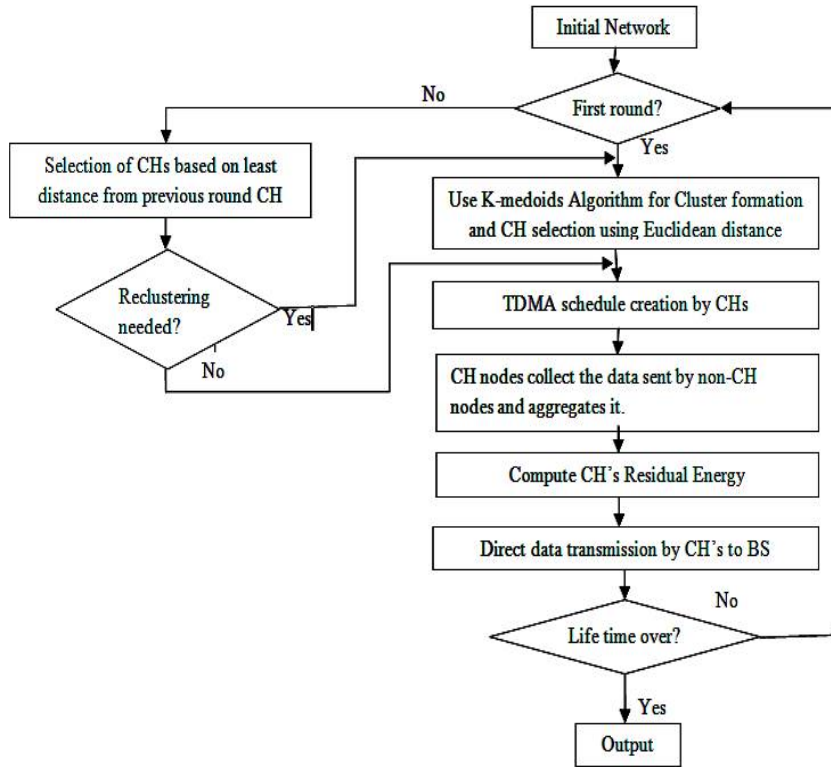 Initial Network
No
First round?
Yes
Selection of CHs based on least
distance from previous round CH
Use K-medoids Algorithm for Cluster formation
and CH selection using Euclidean distance
Reclustering
needed?
Yes
No
TDMA schedule creation by CHs
CH nodes collect the data sent by non-CH
nodes and aggregates it.
Compute CH's Residual Energy
Direct data transmission by CH's to BS
No
Life time over?
Yes
Output